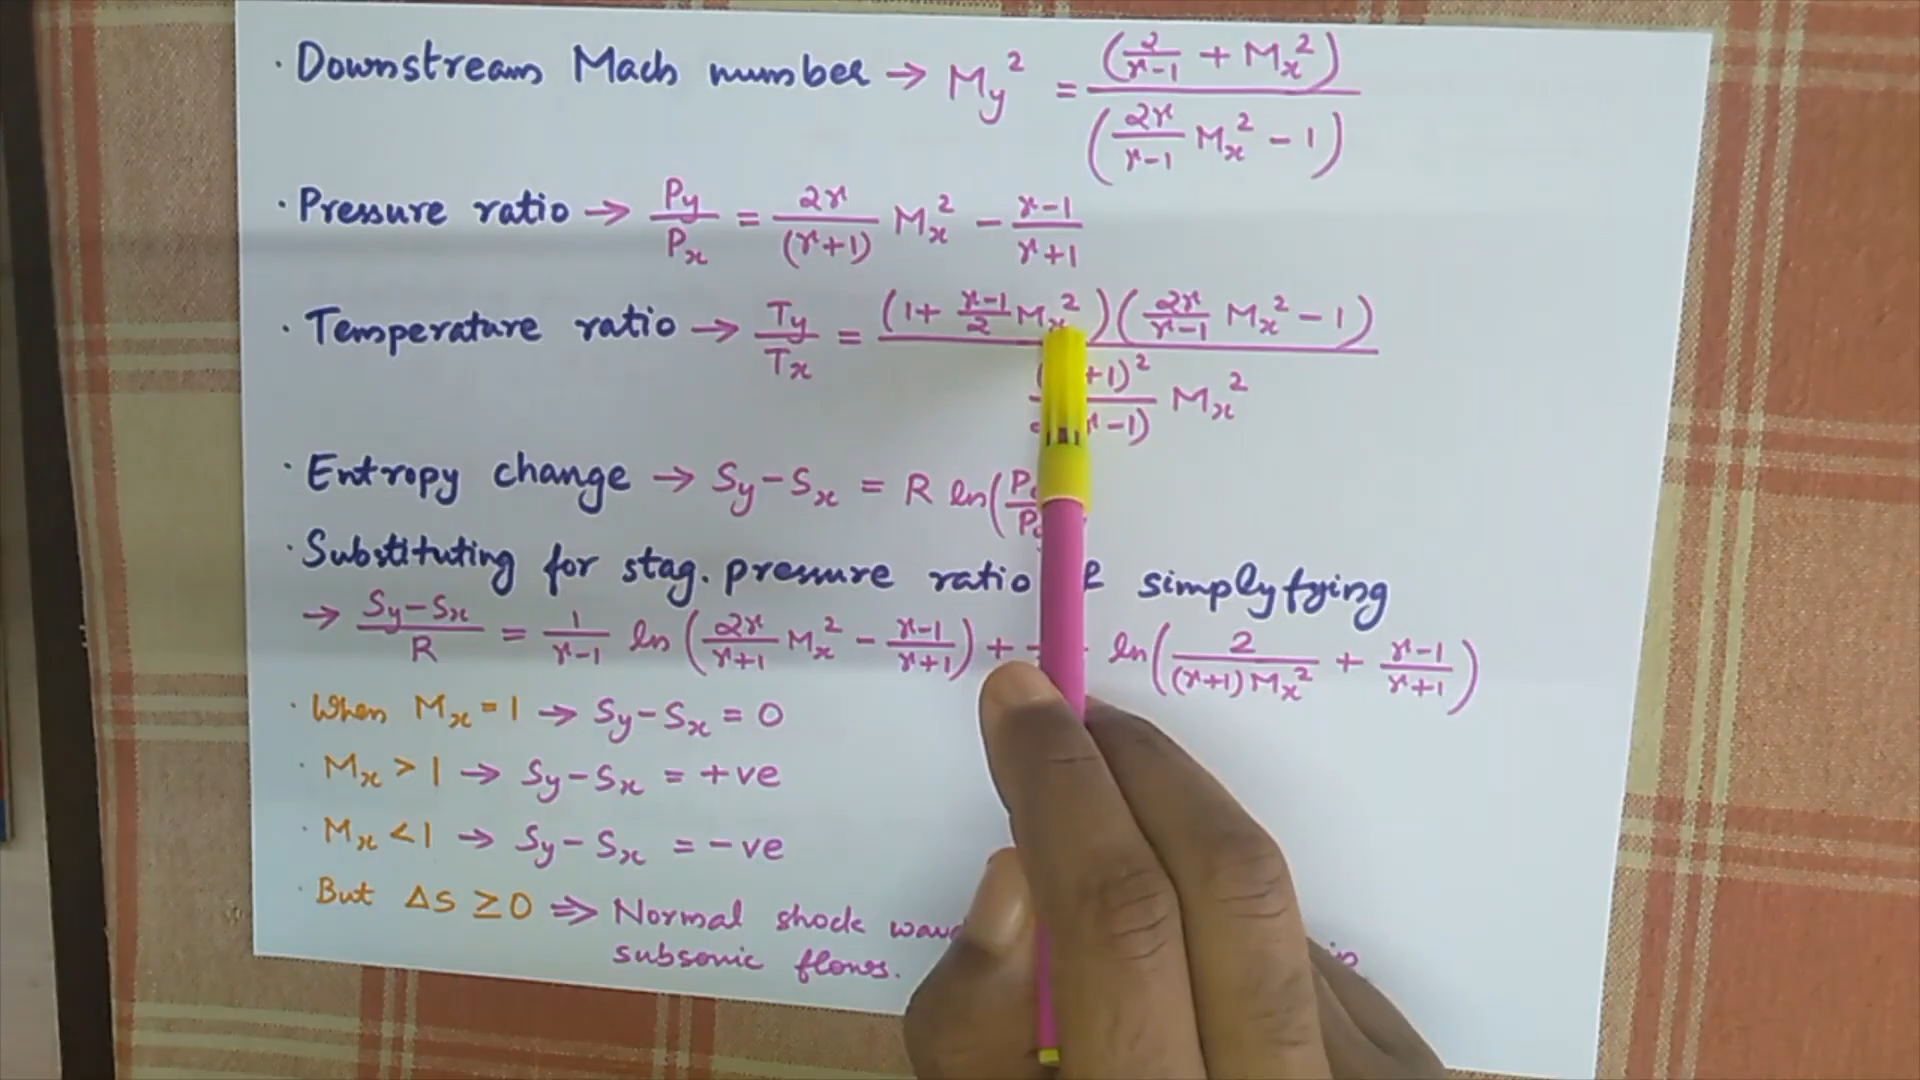 · Downstream Mach number → My² = (2/(γ-1) + Mx²) / (2γ/(γ-1) Mx² - 1)
· Pressure ratio → Py/Px = 2γ/(γ+1) Mx² - (γ-1)/(γ+1)
· Temperature ratio → Ty/Tx = (1+ (γ-1)/2 Mx²)(2γ/(γ-1) Mx² - 1) / +1)²/ -1) Mx²
· Entropy change → Sy-Sx = R ln(
· Substituting for stag. pressure ratio & simplyfying
→ (Sy-Sx)/R = 1/(γ-1) ln (2γ/(γ+1) Mx² - (γ-1)/(γ+1)) + ln(2/((γ+1)Mx²) + (γ-1)/(γ+1))
· When Mx = 1 → Sy-Sx = 0
· Mx > 1 → Sy-Sx = +ve
· Mx < 1 → Sy-Sx = -ve
· But ΔS ≥ 0 ⇒ Normal shock
subsonic flows.